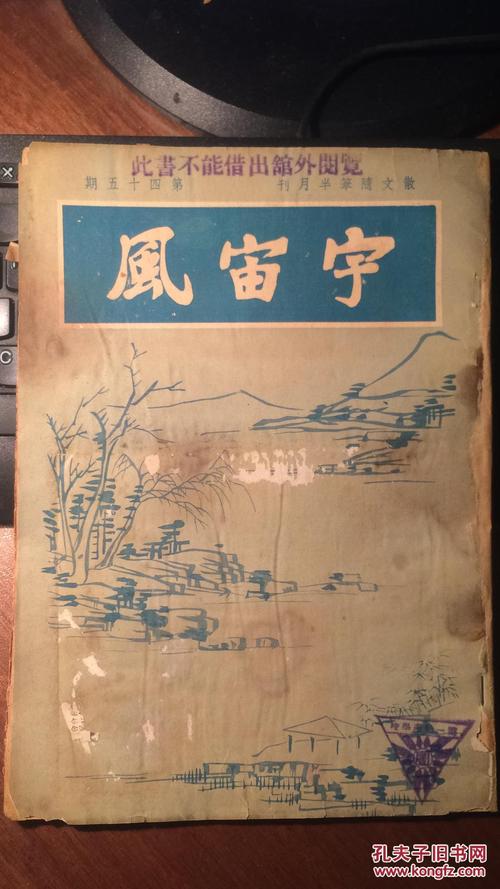 此書不能借出舘外閱覽
散文隨筆半月刊 第四十五期
宇宙風
C
孔夫子旧书网
www.kongfz.com